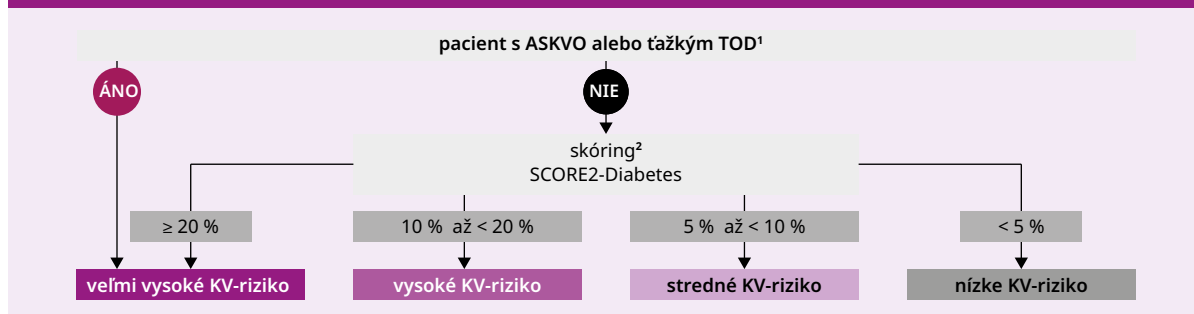 pacient s ASKVO alebo ťažkým TOD¹
ÁNO
NIE
skóring²
SCORE2-Diabetes
≥ 20 %
10 % až < 20 %
5 % až < 10 %
< 5 %
veľmi vysoké KV-riziko
vysoké KV-riziko
stredné KV-riziko
nízke KV-riziko